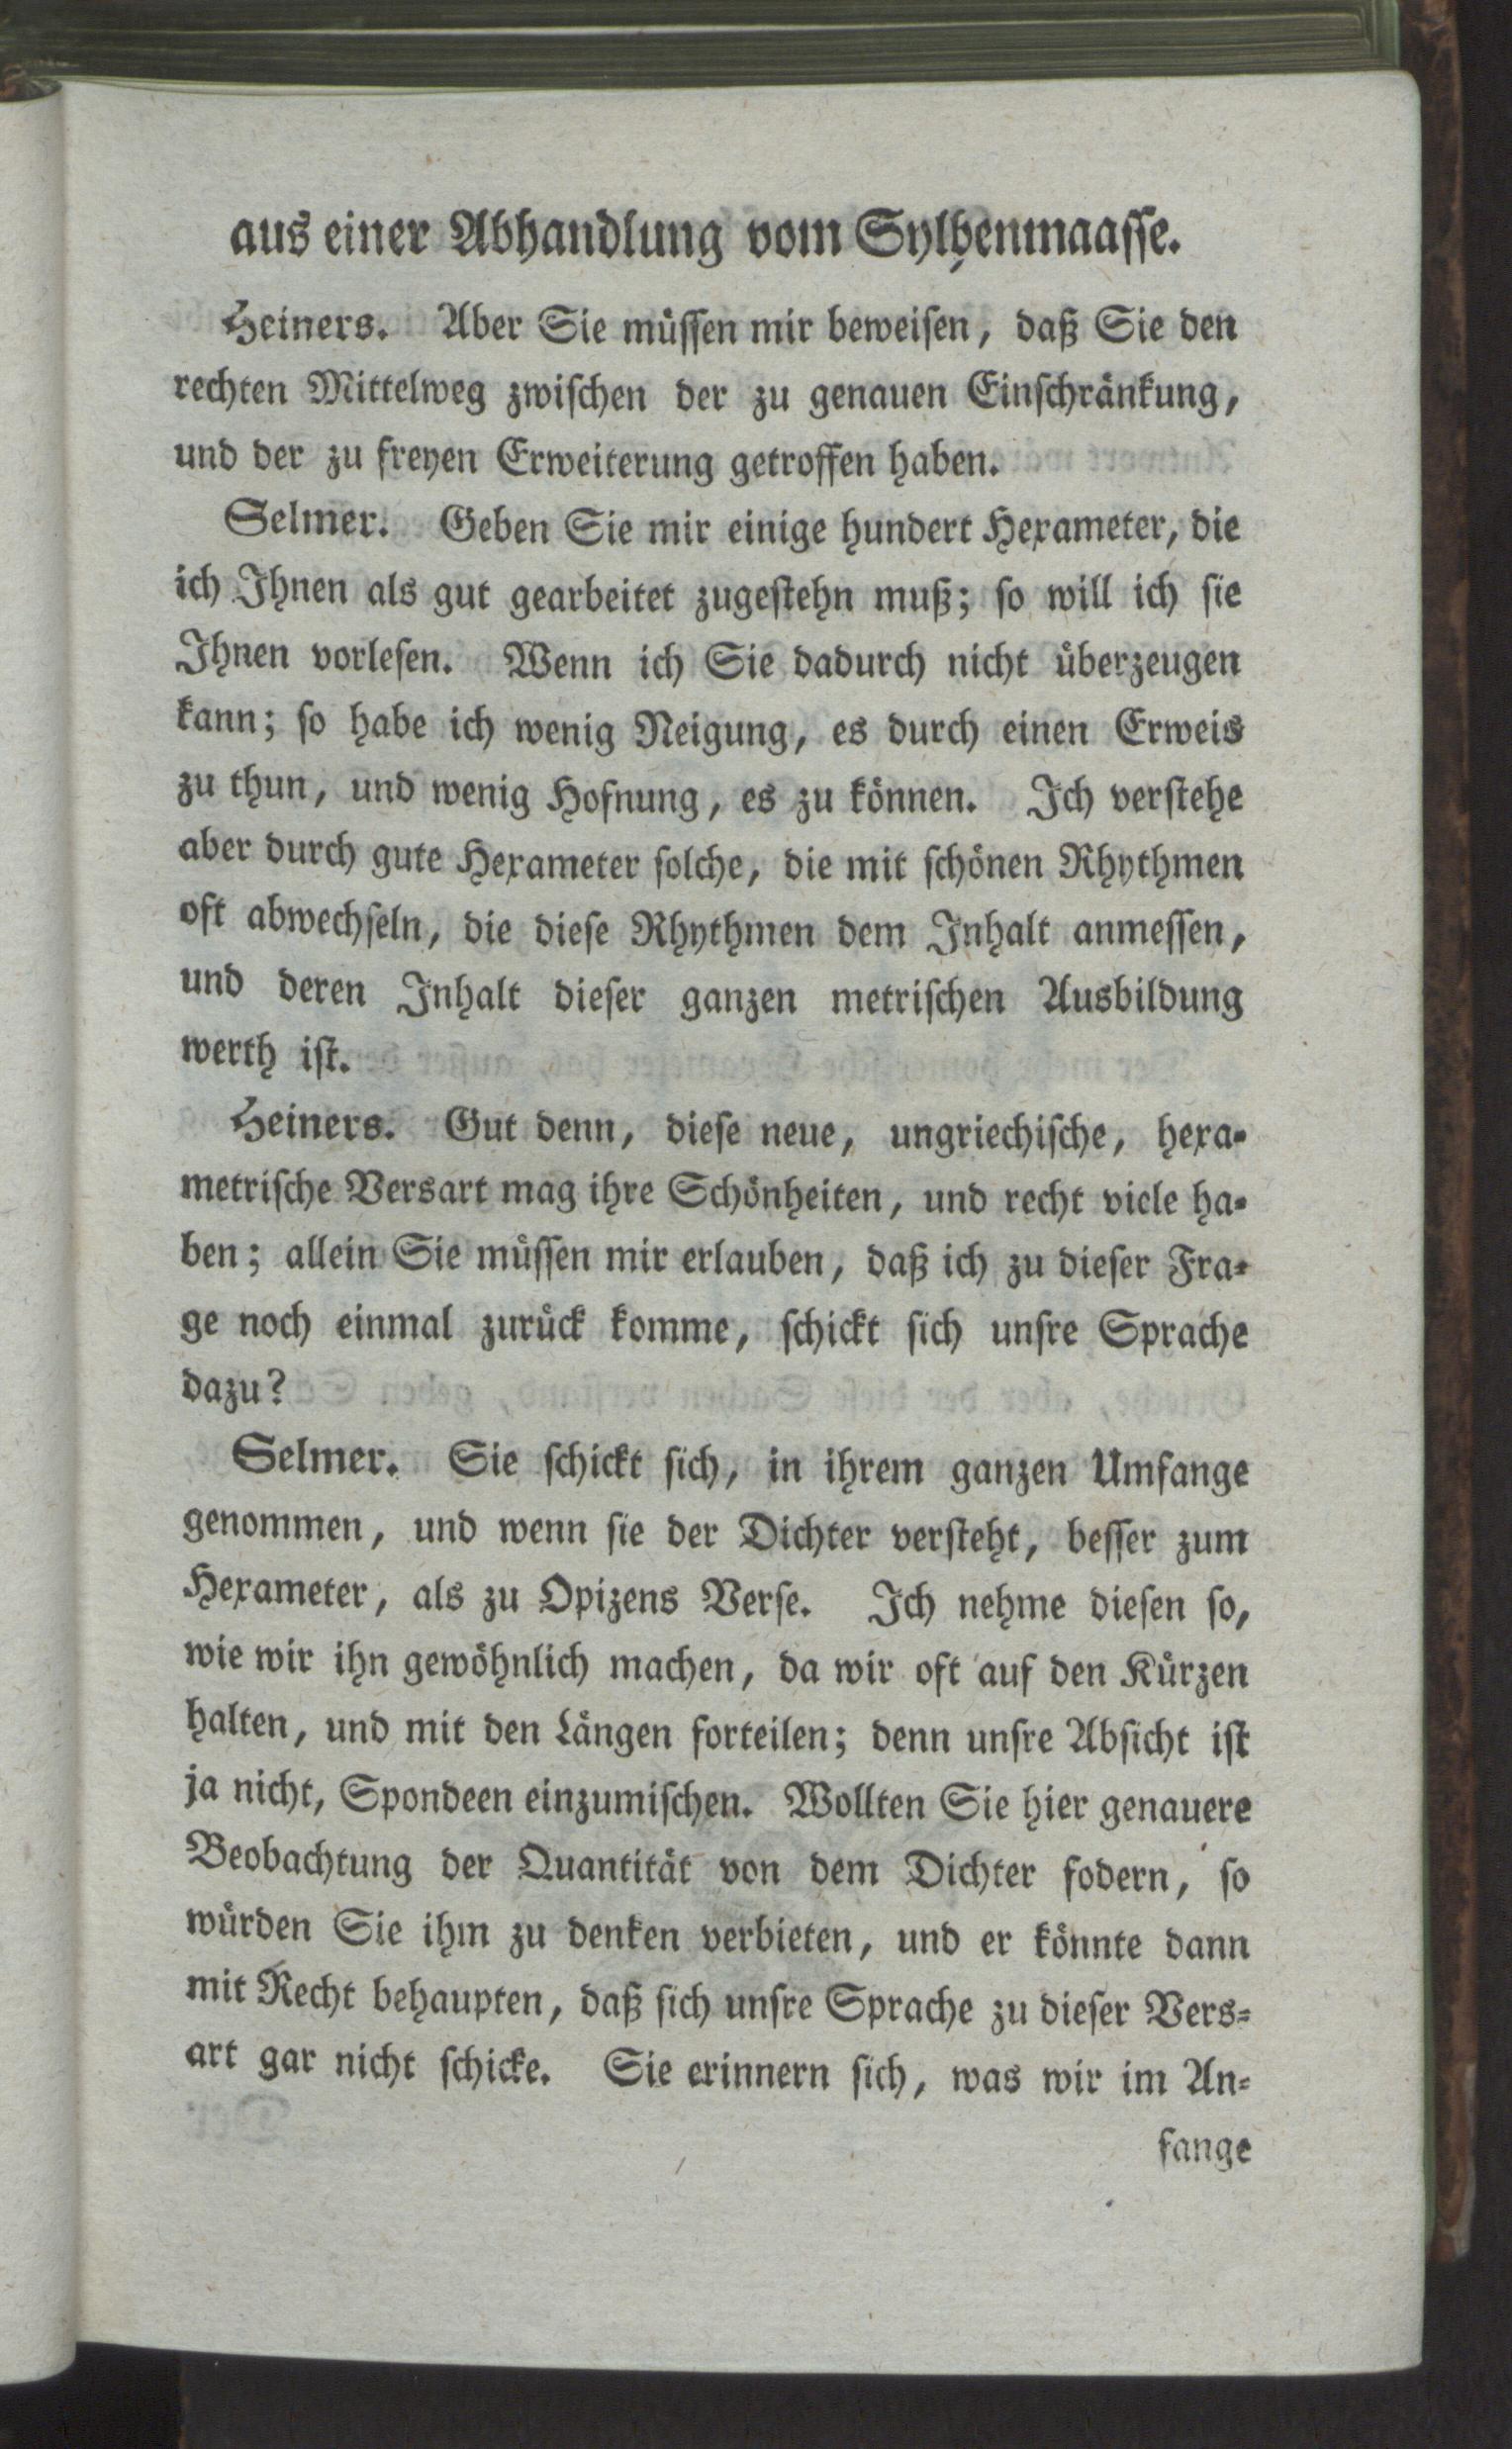 aus einer Abhandlung vom Sylbenmaasse.
Heiners. Aber Sie müssen mir beweisen, daß Sie den
rechten Mittelweg zwischen der zu genauen Einschränkung,
und der zu freyen Erweiterung getroffen haben.
Selmer. Geben Sie mir einige hundert Hexameter, die
ich Ihnen als gut gearbeitet zugestehn muß; so will ich sie
Ihnen vorlesen. Wenn ich Sie dadurch nicht überzeugen
kann; so habe ich wenig Neigung, es durch einen Erweis
zu thun, und wenig Hofnung, es zu können. Ich verstehe
aber durch gute Hexameter solche, die mit schönen Rhythmen
oft abwechseln, die diese Rhythmen dem Inhalt anmessen,
und deren Inhalt dieser ganzen metrischen Ausbildung
werth ist.
Heiners. Gut denn, diese neue, ungriechische, hexa-
metrische Versart mag ihre Schönheiten, und recht viele ha-
ben; allein Sie müssen mir erlauben, daß ich zu dieser Fra-
ge noch einmal zurück komme, schickt sich unsre Sprache
dazu?
Selmer. Sie schickt sich, in ihrem ganzen Umfange
genommen, und wenn sie der Dichter versteht, besser zum
Hexameter, als zu Opizens Verse. Ich nehme diesen so,
wie wir ihn gewöhnlich machen, da wir oft auf den Kürzen
halten, und mit den Längen forteilen; denn unsre Absicht ist
ja nicht, Spondeen einzumischen. Wollten Sie hier genauere
Beobachtung der Quantität von dem Dichter fodern, so
würden Sie ihm zu denken verbieten, und er könnte dann
mit Recht behaupten, daß sich unsre Sprache zu dieser Vers-
art gar nicht schicke. Sie erinnern sich, was wir im An-
fange